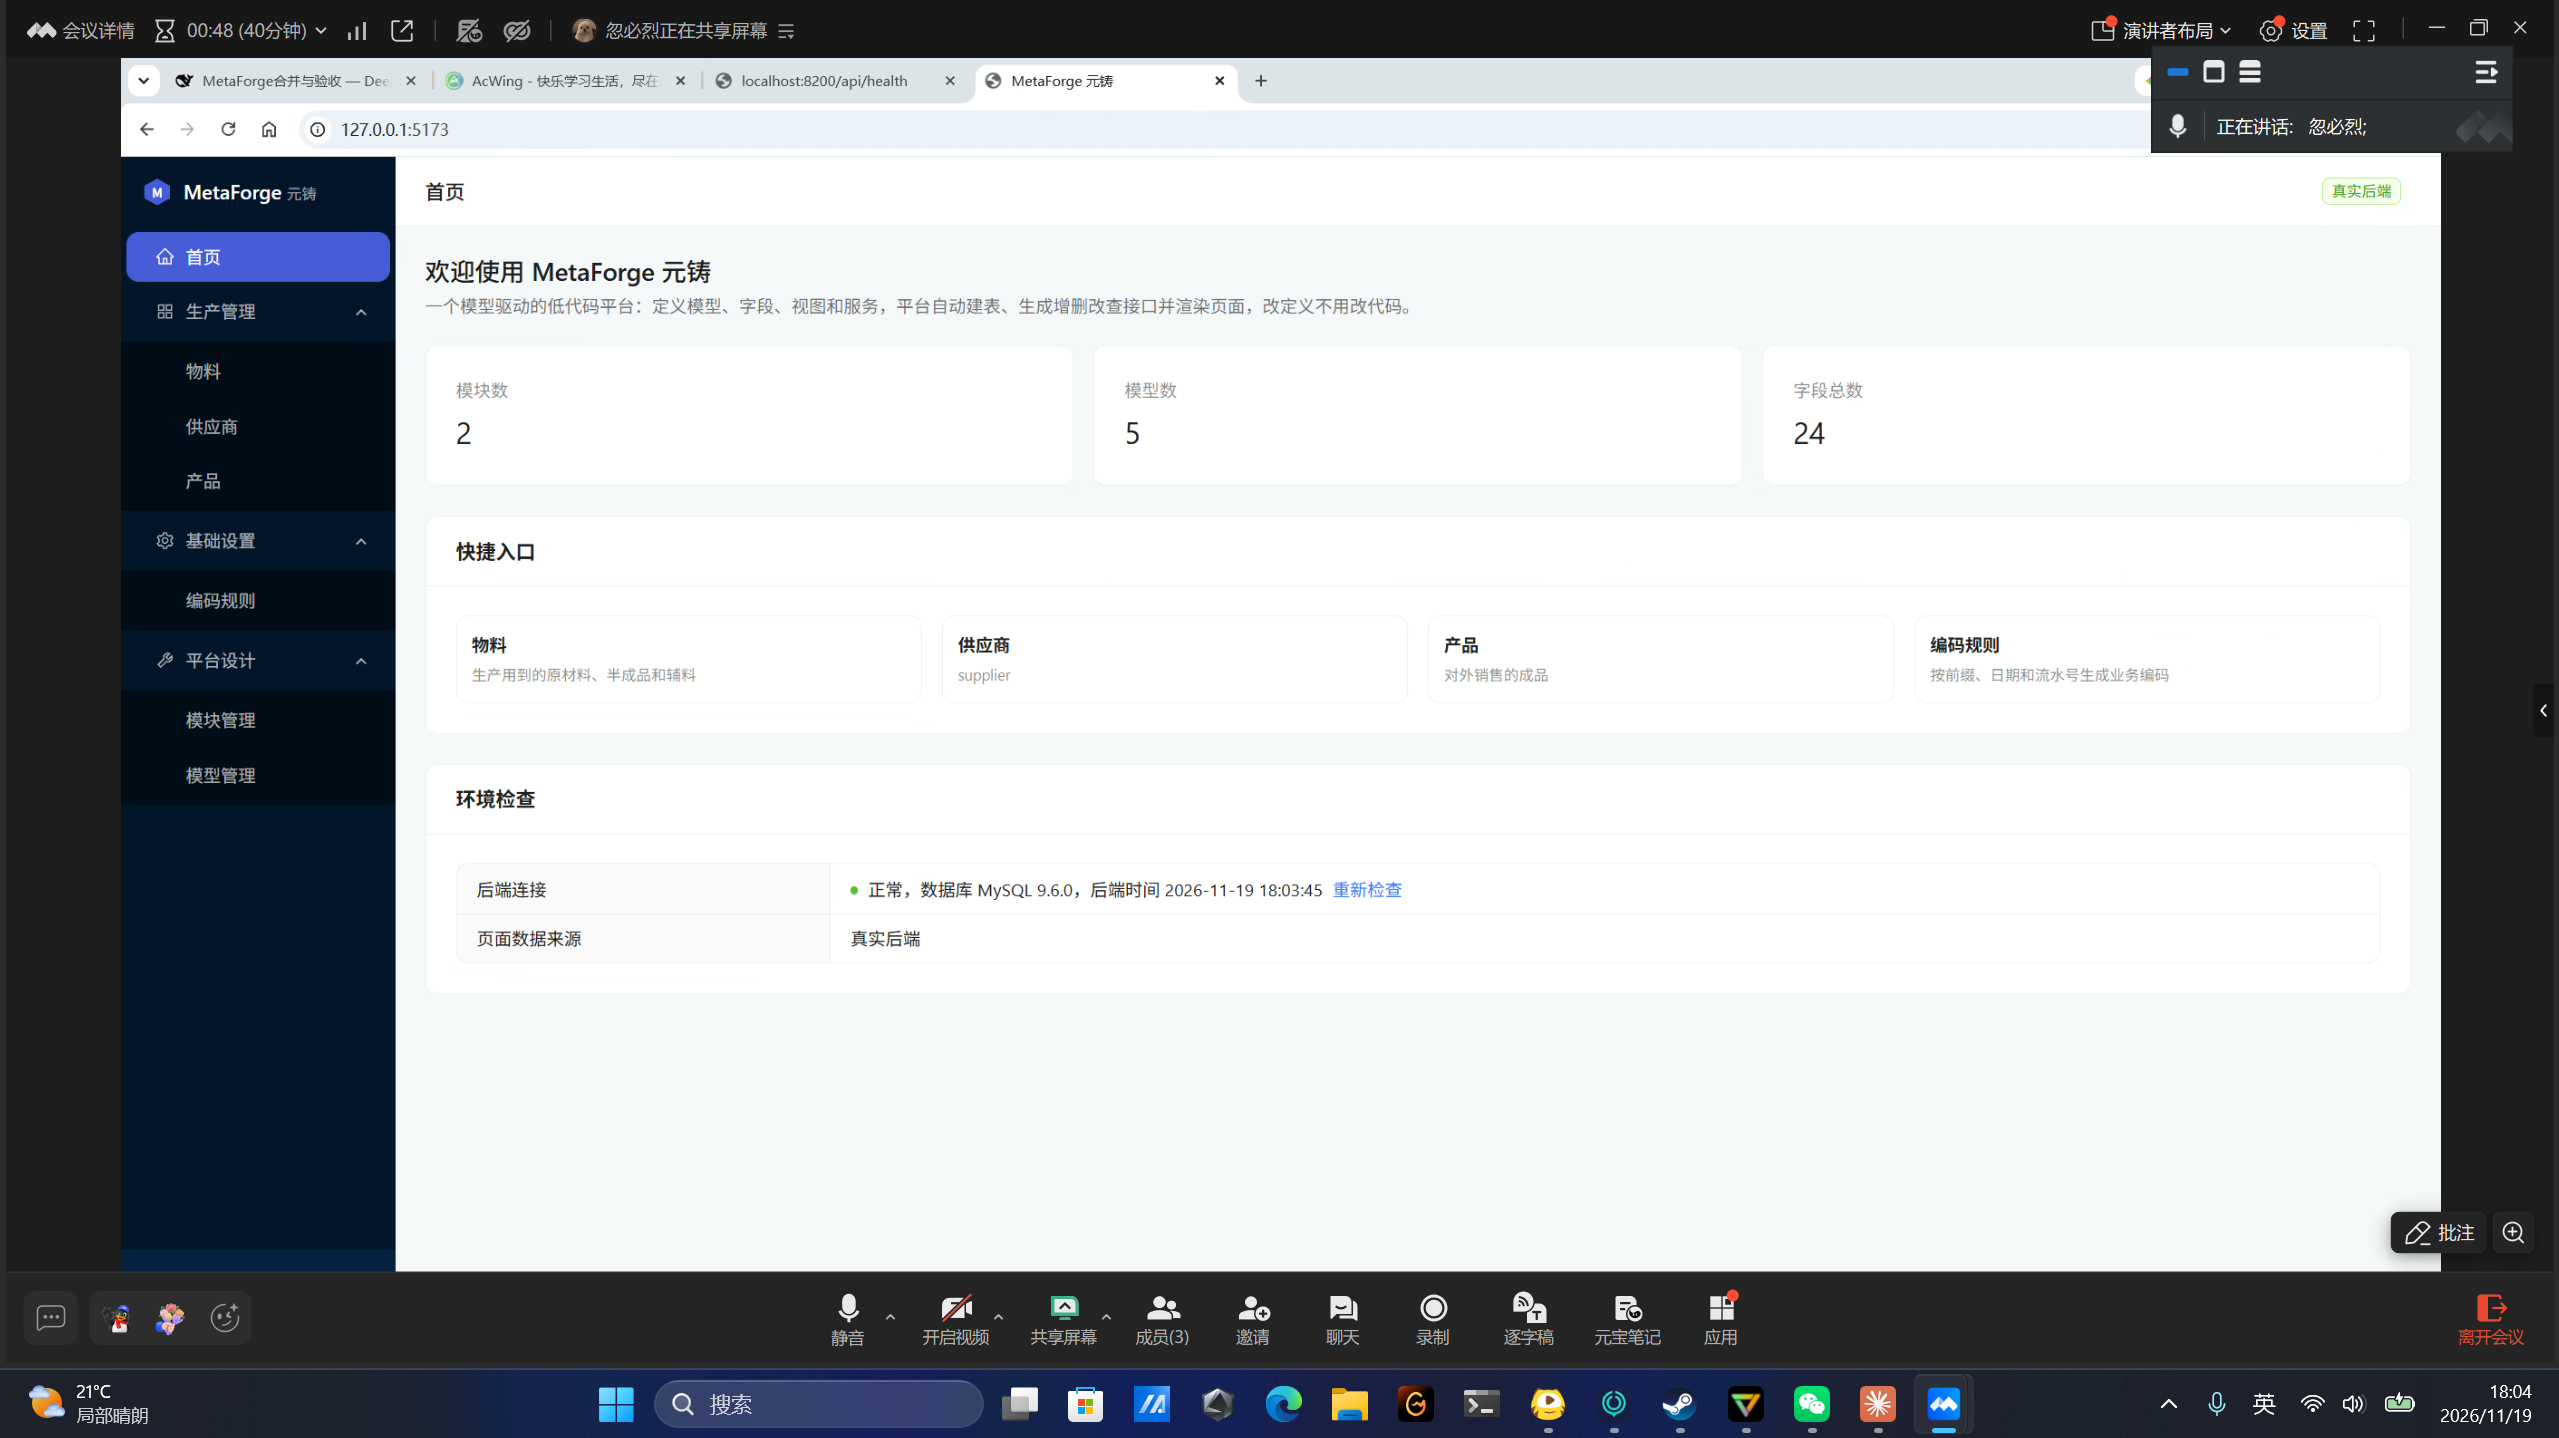 会议详情 00:48 (40分钟) 忽必烈正在共享屏幕 演讲者布局 设置
MetaForge合并与验收 — Dee
AcWing - 快乐学习生活，尽在
localhost:8200/api/health
MetaForge 元铸
127.0.0.1:5173
正在讲话: 忽必烈;
M MetaForge 元铸
首页
生产管理
物料
供应商
产品
基础设置
编码规则
平台设计
模块管理
模型管理
首页
真实后端
欢迎使用 MetaForge 元铸
一个模型驱动的低代码平台：定义模型、字段、视图和服务，平台自动建表、生成增删改查接口并渲染页面，改定义不用改代码。
模块数
2
模型数
5
字段总数
24
快捷入口
物料
生产用到的原材料、半成品和辅料
供应商
supplier
产品
对外销售的成品
编码规则
按前缀、日期和流水号生成业务编码
环境检查
后端连接 正常，数据库 MySQL 9.6.0，后端时间 2026-11-19 18:03:45 重新检查
页面数据来源 真实后端
批注
静音 开启视频 共享屏幕 成员(3) 邀请 聊天 录制 逐字稿 元宝笔记 应用 离开会议
21°C
局部晴朗
搜索
英
18:04
2026/11/19